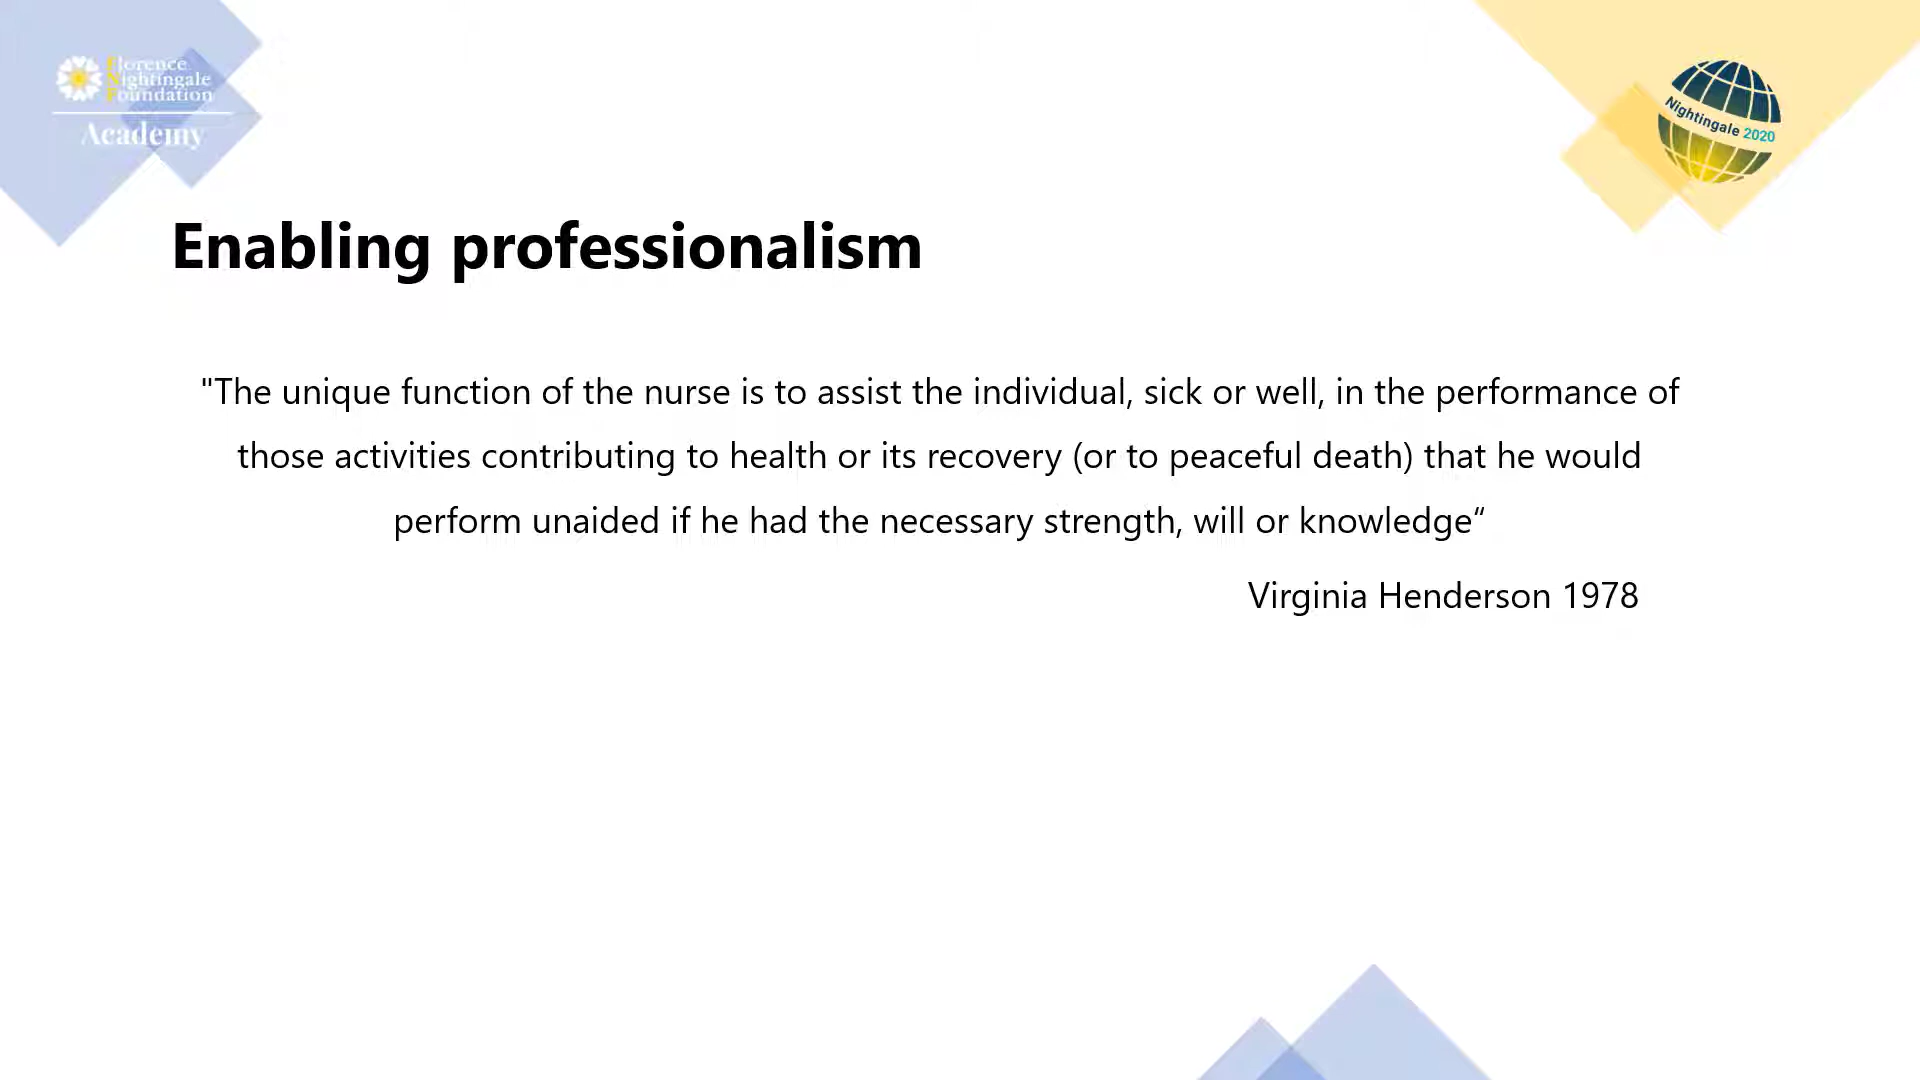 Florence
Nightingale
Foundation
Academy
Nightingale 2020
Enabling professionalism
"The unique function of the nurse is to assist the individual, sick or well, in the performance of
those activities contributing to health or its recovery (or to peaceful death) that he would
perform unaided if he had the necessary strength, will or knowledge“
Virginia Henderson 1978